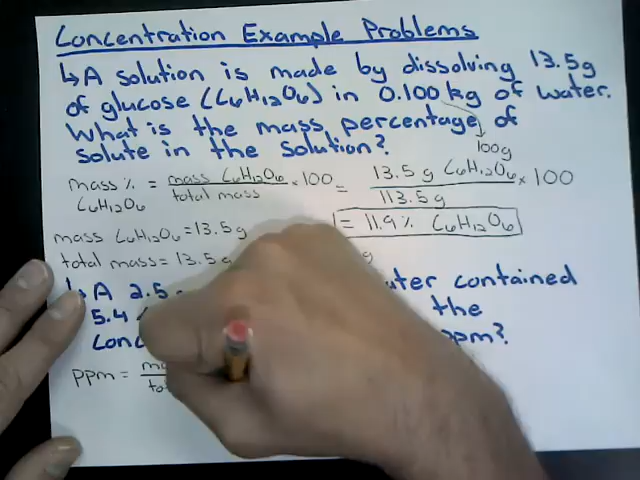 Concentration Example Problems
↳A solution is made by dissolving 13.5g
of glucose (C6H12O6) in 0.100 kg of water.
What is the mass percentage of
solute in the solution?
100g
mass % C6H12O6 = mass C6H12O6 / total mass × 100 = 13.5 g C6H12O6 / 113.5 g × 100
mass C6H12O6 = 13.5g
= 11.9% C6H12O6
total mass = 13.5 g g
↳ A 2.5 contained
5.4 the
ppm?
ppm =